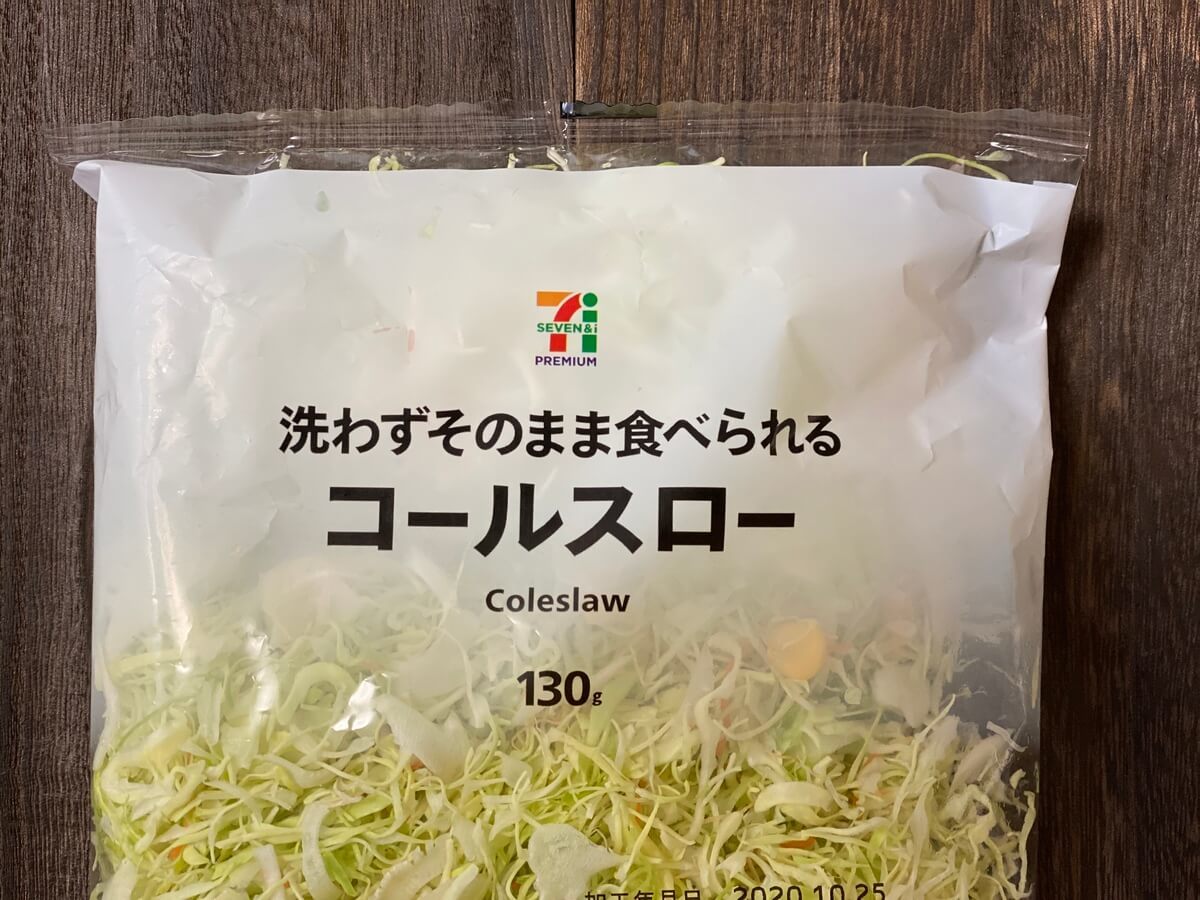 SEVEN&i
PREMIUM
洗わずそのまま食べられる
コールスロー
Coleslaw
130g
加工年月日 2020.10.25